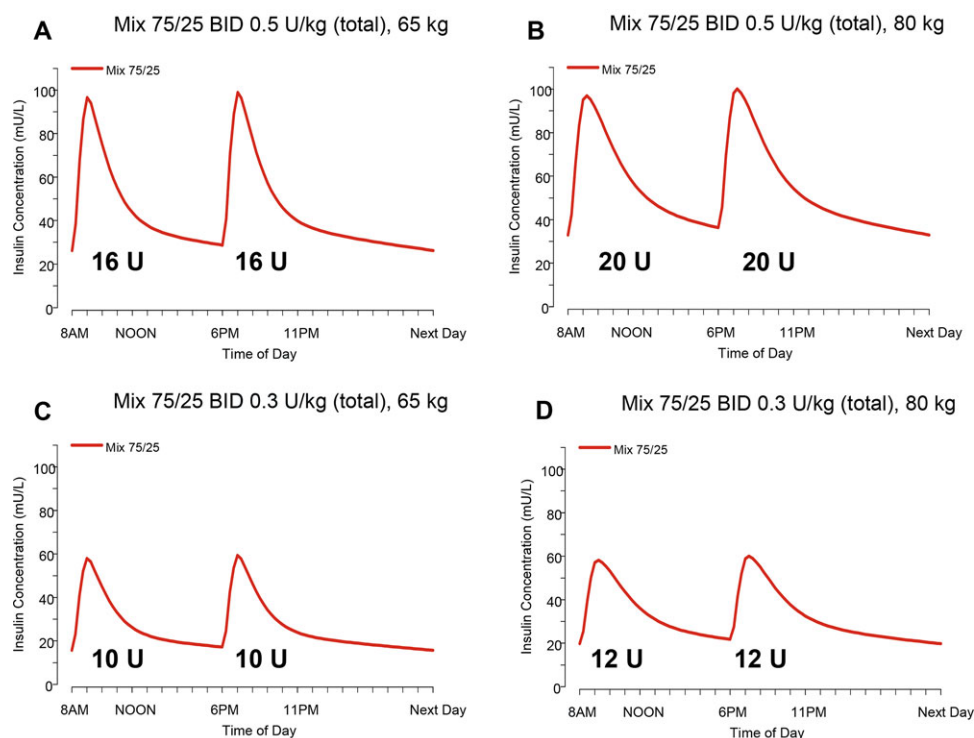 A
Mix 75/25 BID 0.5 U/kg (total), 65 kg
Mix 75/25
Insulin Concentration (mU/L)
100
80
60
40
20
0
16 U
16 U
8AM NOON 6PM 11PM Next Day
Time of Day
B
Mix 75/25 BID 0.5 U/kg (total), 80 kg
Mix 75/25
Insulin Concentration (mU/L)
100
80
60
40
20
0
20 U
20 U
8AM NOON 6PM 11PM Next Day
Time of Day
C
Mix 75/25 BID 0.3 U/kg (total), 65 kg
Mix 75/25
Insulin Concentration (mU/L)
100
80
60
40
20
0
10 U
10 U
8AM NOON 6PM 11PM Next Day
Time of Day
D
Mix 75/25 BID 0.3 U/kg (total), 80 kg
Mix 75/25
Insulin Concentration (mU/L)
100
80
60
40
20
0
12 U
12 U
8AM NOON 6PM 11PM Next Day
Time of Day